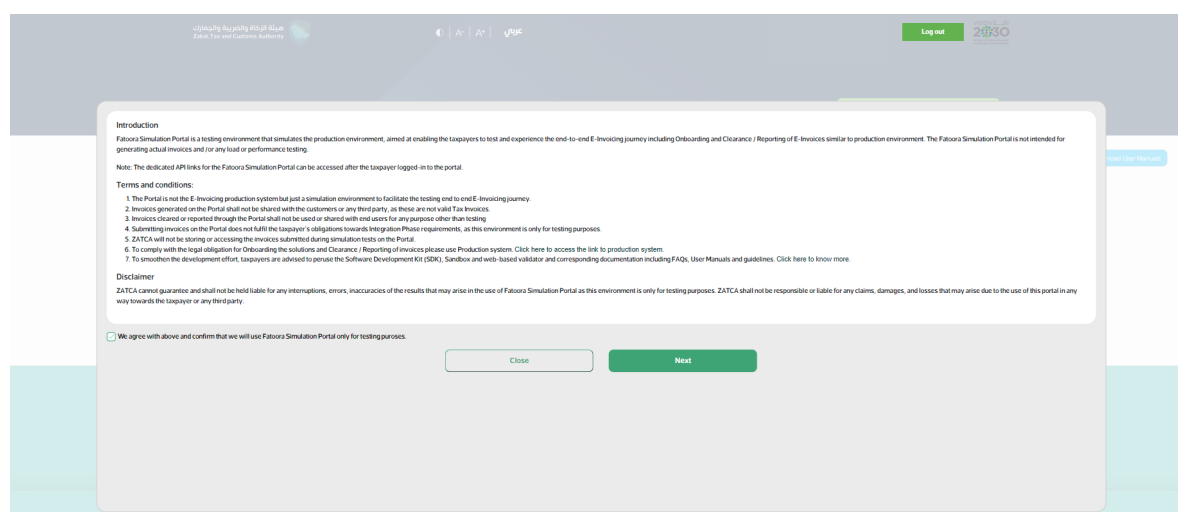 هيئة الزكاة والضريبة والجمارك
Zakat, Tax and Customs Authority
A- | A+ | عربي
Log out
2030
Introduction
Fatoora Simulation Portal is a testing environment that simulates the production environment, aimed at enabling the taxpayers to test and experience the end-to-end E-Invoicing journey including Onboarding and Clearance / Reporting of E-Invoices similar to production environment. The Fatoora Simulation Portal is not intended for
generating actual invoices and /or any load or performance testing.
Note: The dedicated API links for the Fatoora Simulation Portal can be accessed after the taxpayer logged-in to the portal.
Terms and conditions:
1. The Portal is not the E-Invoicing production system but just a simulation environment to facilitate the testing end to end E-Invoicing journey.
2. Invoices generated on the Portal shall not be shared with the customers or any third party, as these are not valid Tax Invoices.
3. Invoices cleared or reported through the Portal shall not be used or shared with end users for any purpose other than testing
4. Submitting invoices on the Portal does not fulfil the taxpayer's obligations towards Integration Phase requirements, as this environment is only for testing purposes.
5. ZATCA will not be storing or accessing the invoices submitted during simulation tests on the Portal.
6. To comply with the legal obligation for Onboarding the solutions and Clearance / Reporting of invoices please use Production system. Click here to access the link to production system.
7. To smoothen the development effort, taxpayers are advised to peruse the Software Development Kit (SDK), Sandbox and web-based validator and corresponding documentation including FAQs, User Manuals and guidelines. Click here to know more.
Disclaimer
ZATCA cannot guarantee and shall not be held liable for any interruptions, errors, inaccuracies of the results that may arise in the use of Fatoora Simulation Portal as this environment is only for testing purposes. ZATCA shall not be responsible or liable for any claims, damages, and losses that may arise due to the use of this portal in any
way towards the taxpayer or any third party.
We agree with above and confirm that we will use Fatoora Simulation Portal only for testing puroses.
Close
Next
User Manuals